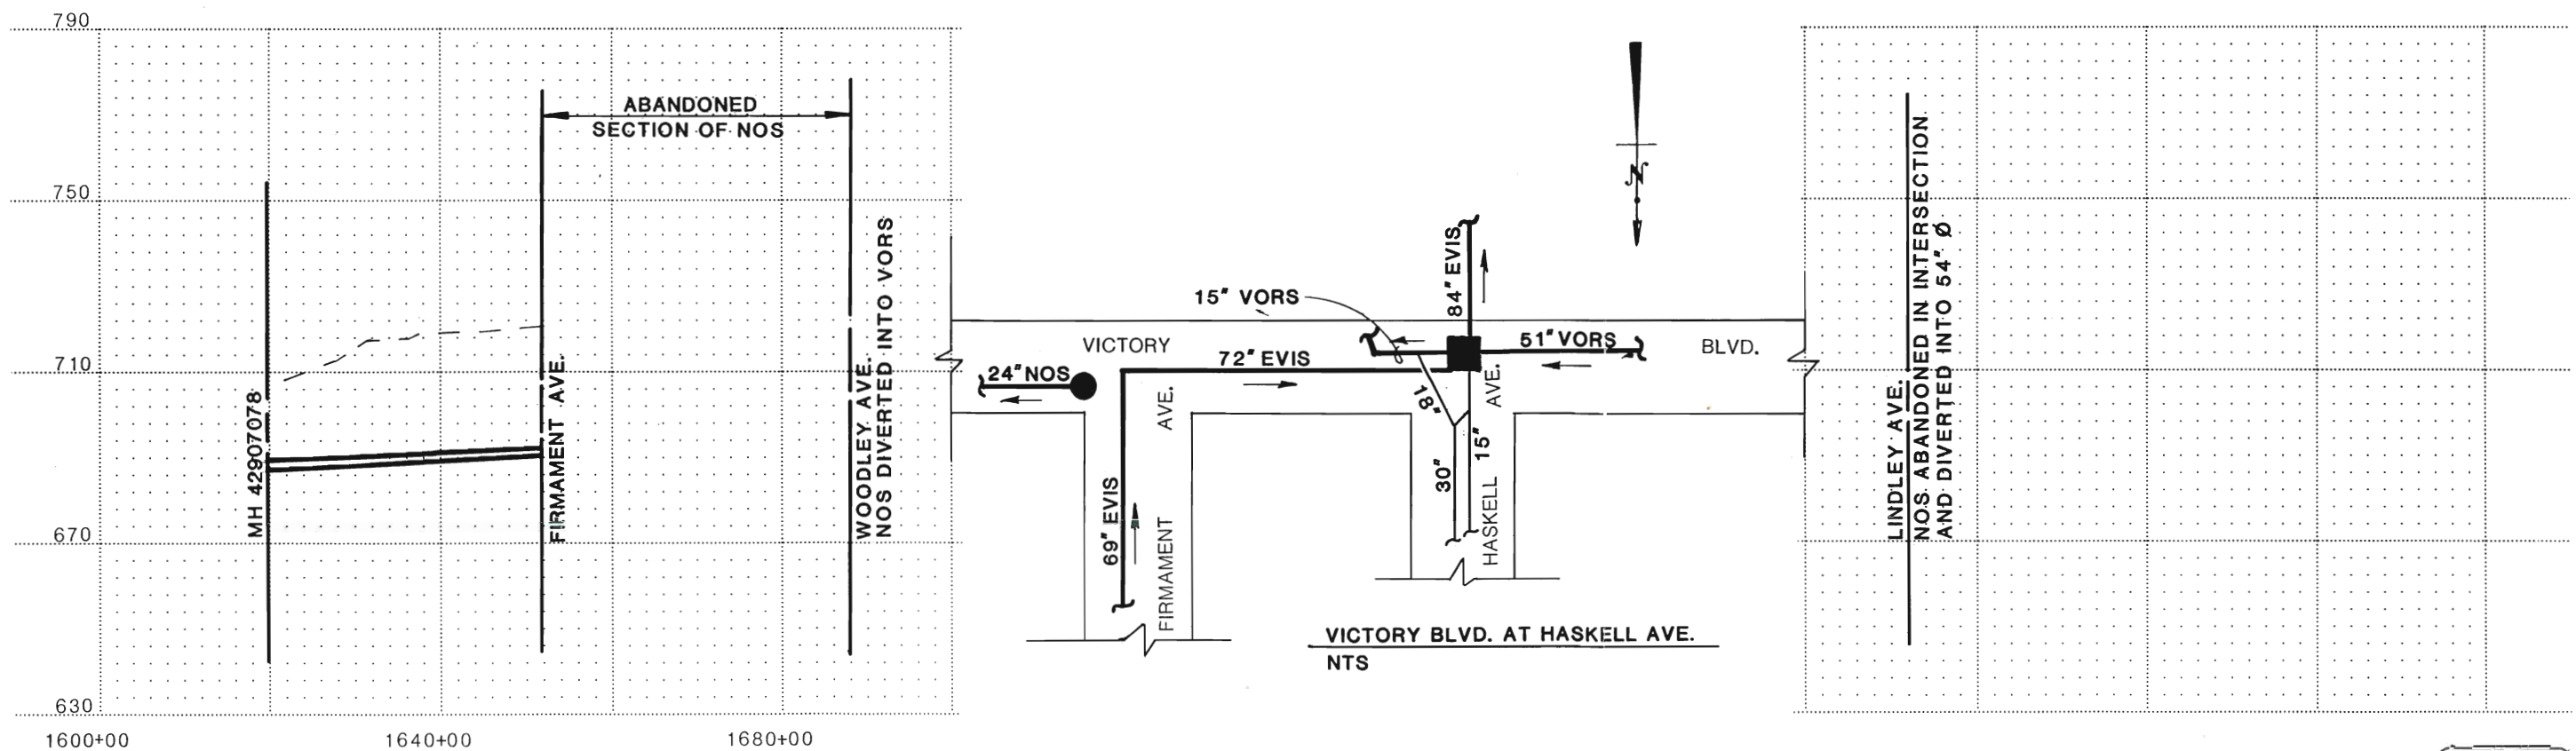 790
750
710
670
630
1600+00
1640+00
1680+00
MH 42907078
FIRMAMENT AVE.
ABANDONED
SECTION OF NOS
WOODLEY AVE.
NOS DIVERTED INTO VORS
24" NOS
VICTORY
BLVD.
15" VORS
72" EVIS
84" EVIS
51" VORS
69" EVIS
FIRMAMENT AVE.
18"
30"
15"
HASKELL AVE.
N
VICTORY BLVD. AT HASKELL AVE.
NTS
LINDLEY AVE.
NOS ABANDONED IN INTERSECTION
AND DIVERTED INTO 54" Ø